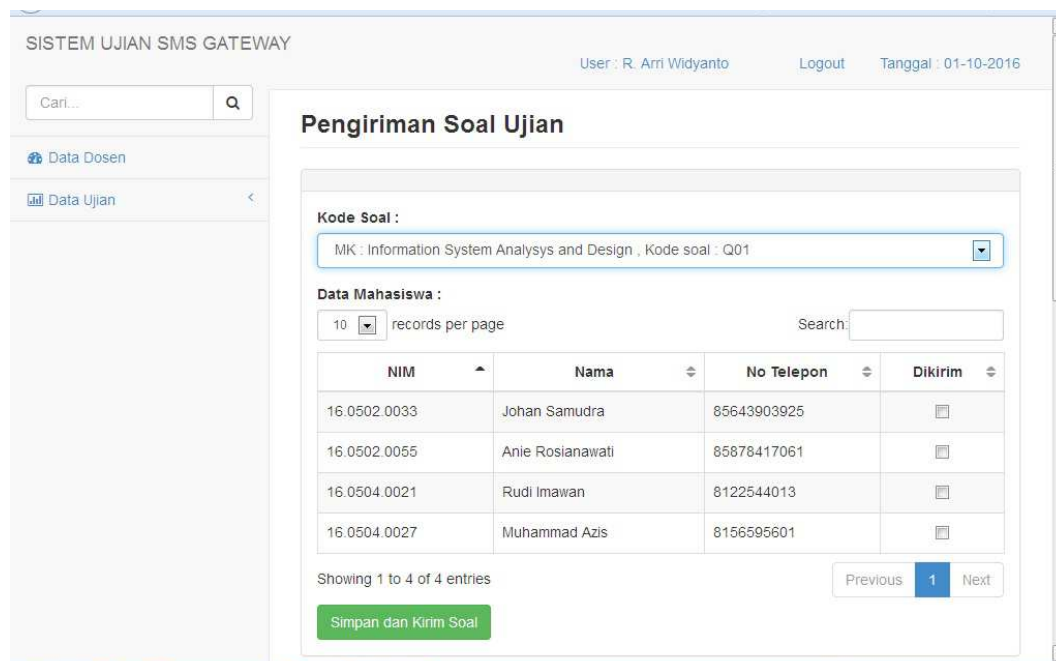 SISTEM UJIAN SMS GATEWAY
User : R. Arri Widyanto Logout Tanggal : 01-10-2016
Cari...
Pengiriman Soal Ujian
Data Dosen
Data Ujian
Kode Soal :
MK : Information System Analysys and Design , Kode soal : Q01
Data Mahasiswa :
10 records per page Search:
NIM Nama No Telepon Dikirim
16.0502.0033 Johan Samudra 85643903925
16.0502.0055 Anie Rosianawati 85878417061
16.0504.0021 Rudi Imawan 8122544013
16.0504.0027 Muhammad Azis 8156595601
Showing 1 to 4 of 4 entries Previous 1 Next
Simpan dan Kirim Soal